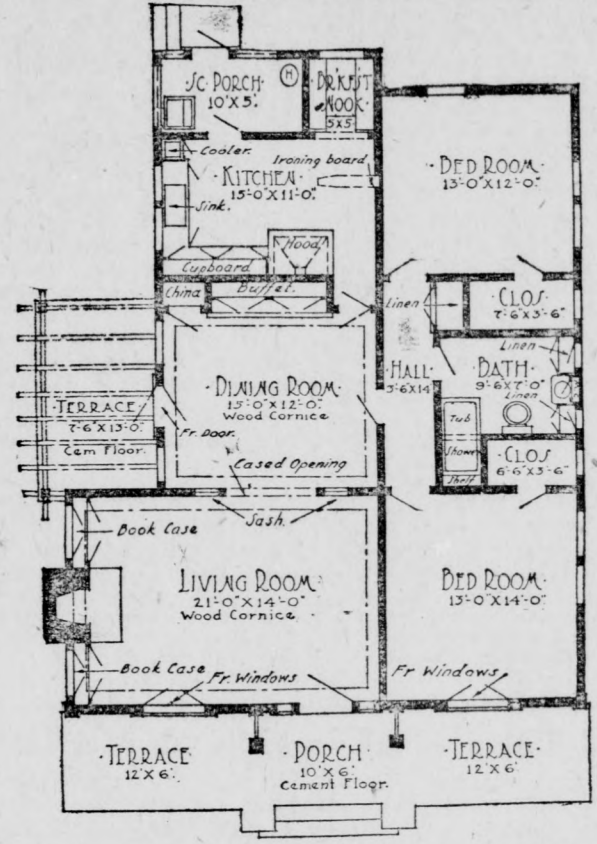 SC. PORCH
10'X5'
H
BR'KF'ST
NOOK
5X5
Cooler.
KITCHEN
15'-0"X11'-0"
Ironing board
Sink.
Hood
Cupboard
BED ROOM
13'-0"X12'-0"
China
Buffet.
Linen
CLOS.
7'-6"X3'-6"
Linen
HALL
3'-6"X14'
BATH
9'-6"X7'-0"
Linen
Tub
Shower
Shelf
CLOS
6'-6"X3'-6"
TERRACE
7'-6"X13'-0"
Cem Floor.
Fr. Door.
DINING ROOM
15'-0"X12'-0"
Wood Cornice
Cased Opening
Sash.
Book Case
LIVING ROOM
21'-0"X14'-0"
Wood Cornice
Book Case
Fr. Windows
BED ROOM
13'-0"X14'-0"
Fr Windows
TERRACE
12'X6'
PORCH
10'X6'
Cement Floor.
TERRACE
12'X6'